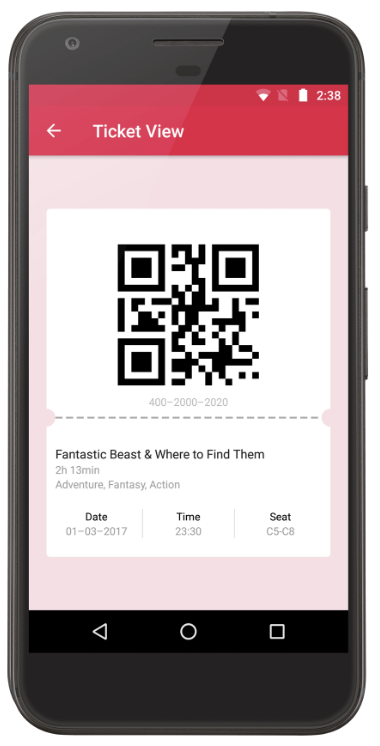 2:38
Ticket View
400-2000-2020
Fantastic Beast & Where to Find Them
2h 13min
Adventure, Fantasy, Action
Date Time Seat
01-03-2017 23:30 C5-C8